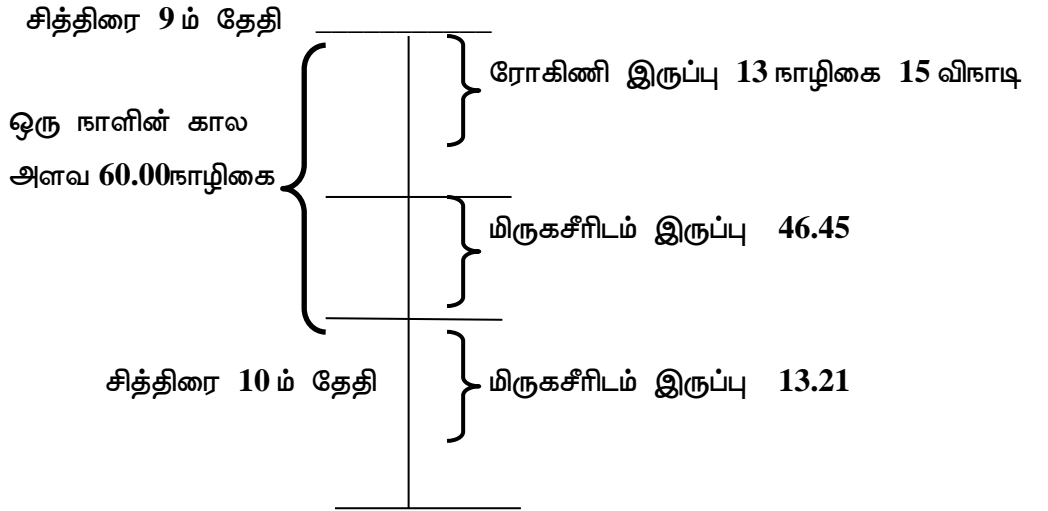 சித்திரை 9 ம் தேதி
ரோகிணி இருப்பு 13 நாழிகை 15 விநாடி
ஒரு நாளின் கால
அளவ 60.00நாழிகை
மிருகசீரிடம் இருப்பு 46.45
சித்திரை 10 ம் தேதி
மிருகசீரிடம் இருப்பு 13.21